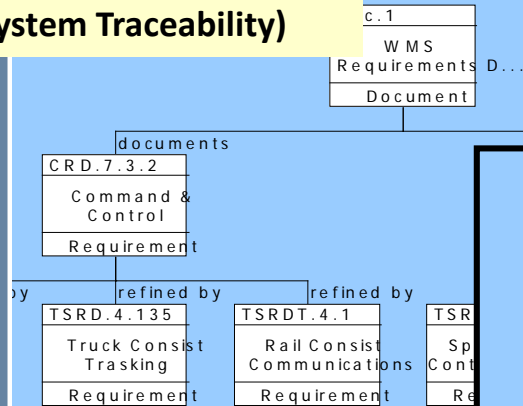 ystem Traceability)
c.1
WMS
Requirements D...
Document
documents
CRD.7.3.2
Command &
Control
Requirement
by
refined by
refined by
TSRD.4.135
TSRDT.4.1
TSR
Truck Consist
Trasking
Rail Consist
Communications
Sp
Cont
Requirement
Requirement
Re